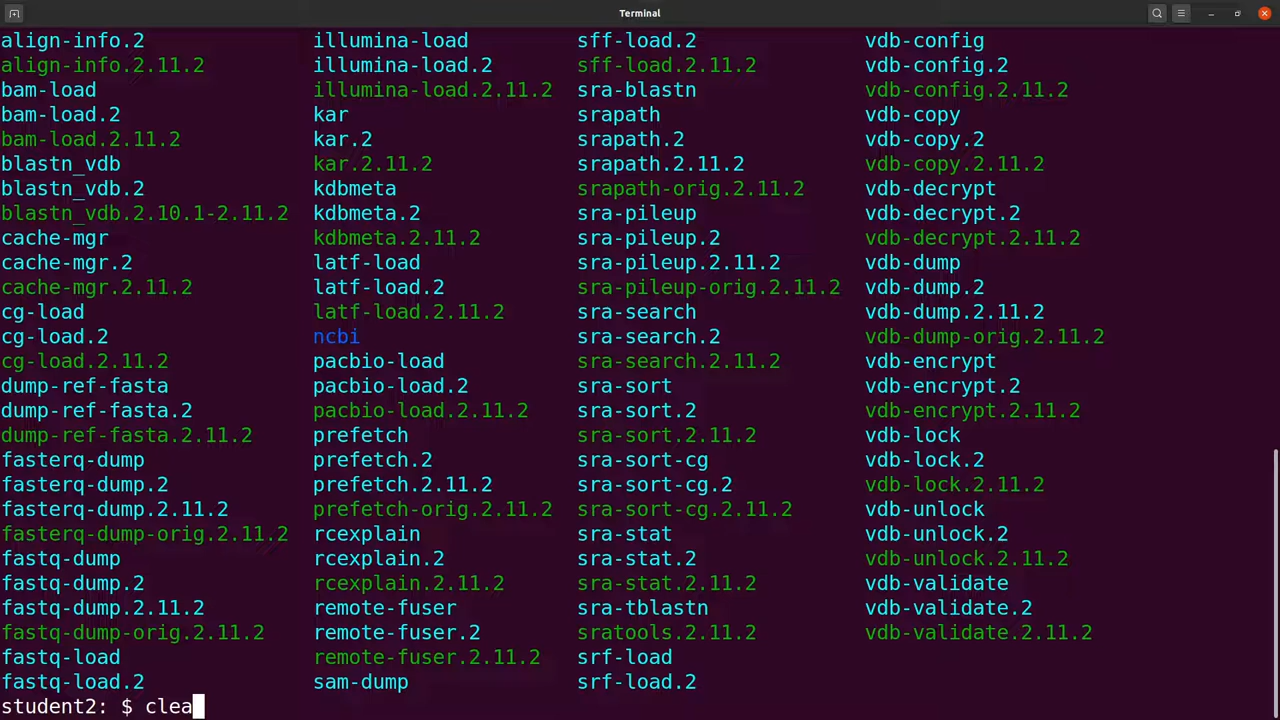 Terminal
align-info.2 illumina-load sff-load.2 vdb-config
align-info.2.11.2 illumina-load.2 sff-load.2.11.2 vdb-config.2
bam-load illumina-load.2.11.2 sra-blastn vdb-config.2.11.2
bam-load.2 kar srapath vdb-copy
bam-load.2.11.2 kar.2 srapath.2 vdb-copy.2
blastn_vdb kar.2.11.2 srapath.2.11.2 vdb-copy.2.11.2
blastn_vdb.2 kdbmeta srapath-orig.2.11.2 vdb-decrypt
blastn_vdb.2.10.1-2.11.2 kdbmeta.2 sra-pileup vdb-decrypt.2
cache-mgr kdbmeta.2.11.2 sra-pileup.2 vdb-decrypt.2.11.2
cache-mgr.2 latf-load sra-pileup.2.11.2 vdb-dump
cache-mgr.2.11.2 latf-load.2 sra-pileup-orig.2.11.2 vdb-dump.2
cg-load latf-load.2.11.2 sra-search vdb-dump.2.11.2
cg-load.2 ncbi sra-search.2 vdb-dump-orig.2.11.2
cg-load.2.11.2 pacbio-load sra-search.2.11.2 vdb-encrypt
dump-ref-fasta pacbio-load.2 sra-sort vdb-encrypt.2
dump-ref-fasta.2 pacbio-load.2.11.2 sra-sort.2 vdb-encrypt.2.11.2
dump-ref-fasta.2.11.2 prefetch sra-sort.2.11.2 vdb-lock
fasterq-dump prefetch.2 sra-sort-cg vdb-lock.2
fasterq-dump.2 prefetch.2.11.2 sra-sort-cg.2 vdb-lock.2.11.2
fasterq-dump.2.11.2 prefetch-orig.2.11.2 sra-sort-cg.2.11.2 vdb-unlock
fasterq-dump-orig.2.11.2 rcexplain sra-stat vdb-unlock.2
fastq-dump rcexplain.2 sra-stat.2 vdb-unlock.2.11.2
fastq-dump.2 rcexplain.2.11.2 sra-stat.2.11.2 vdb-validate
fastq-dump.2.11.2 remote-fuser sra-tblastn vdb-validate.2
fastq-dump-orig.2.11.2 remote-fuser.2 sratools.2.11.2 vdb-validate.2.11.2
fastq-load remote-fuser.2.11.2 srf-load
fastq-load.2 sam-dump srf-load.2
student2: $ clea